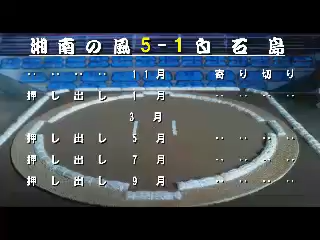 湘南の風 5-1 白石島
‥ ‥ ‥ ‥ 11月 寄り切り
押し出し 1月 ‥ ‥ ‥
3月
押し出し 5月 ‥ ‥ ‥ ‥
押し出し 7月 ‥ ‥ ‥ ‥
押し出し 9月 ‥ ‥ ‥ ‥